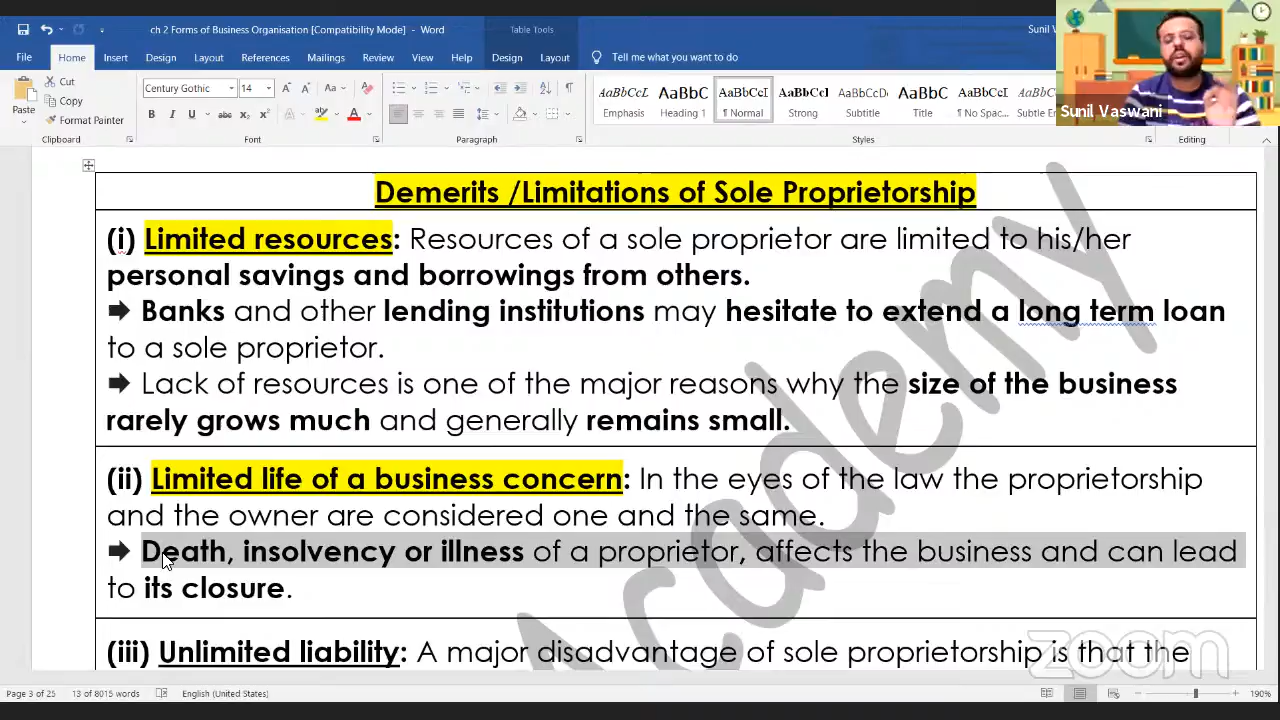 ch 2 Forms of Business Organisation [Compatibility Mode] - Word
Table Tools
Sunil V
File Home Insert Design Layout References Mailings Review View Help Design Layout Tell me what you want to do
Paste
Cut
Copy
Format Painter
Clipboard
Century Gothic 14
Font
Paragraph
AaBbCcL Emphasis
AaBbC Heading 1
AaBbCcI ¶ Normal
AaBbCcI Strong
AaBbCcDc Subtitle
AaBbC Title
AaBbCcI ¶ No Spac...
Styles
Editing
Sunil Vaswani
Demerits /Limitations of Sole Proprietorship
(i) Limited resources: Resources of a sole proprietor are limited to his/her
personal savings and borrowings from others.
➡ Banks and other lending institutions may hesitate to extend a long term loan
to a sole proprietor.
➡ Lack of resources is one of the major reasons why the size of the business
rarely grows much and generally remains small.
(ii) Limited life of a business concern: In the eyes of the law the proprietorship
and the owner are considered one and the same.
➡ Death, insolvency or illness of a proprietor, affects the business and can lead
to its closure.
(iii) Unlimited liability: A major disadvantage of sole proprietorship is that the
Academy
zoom
Page 3 of 25 13 of 8015 words English (United States) 190%